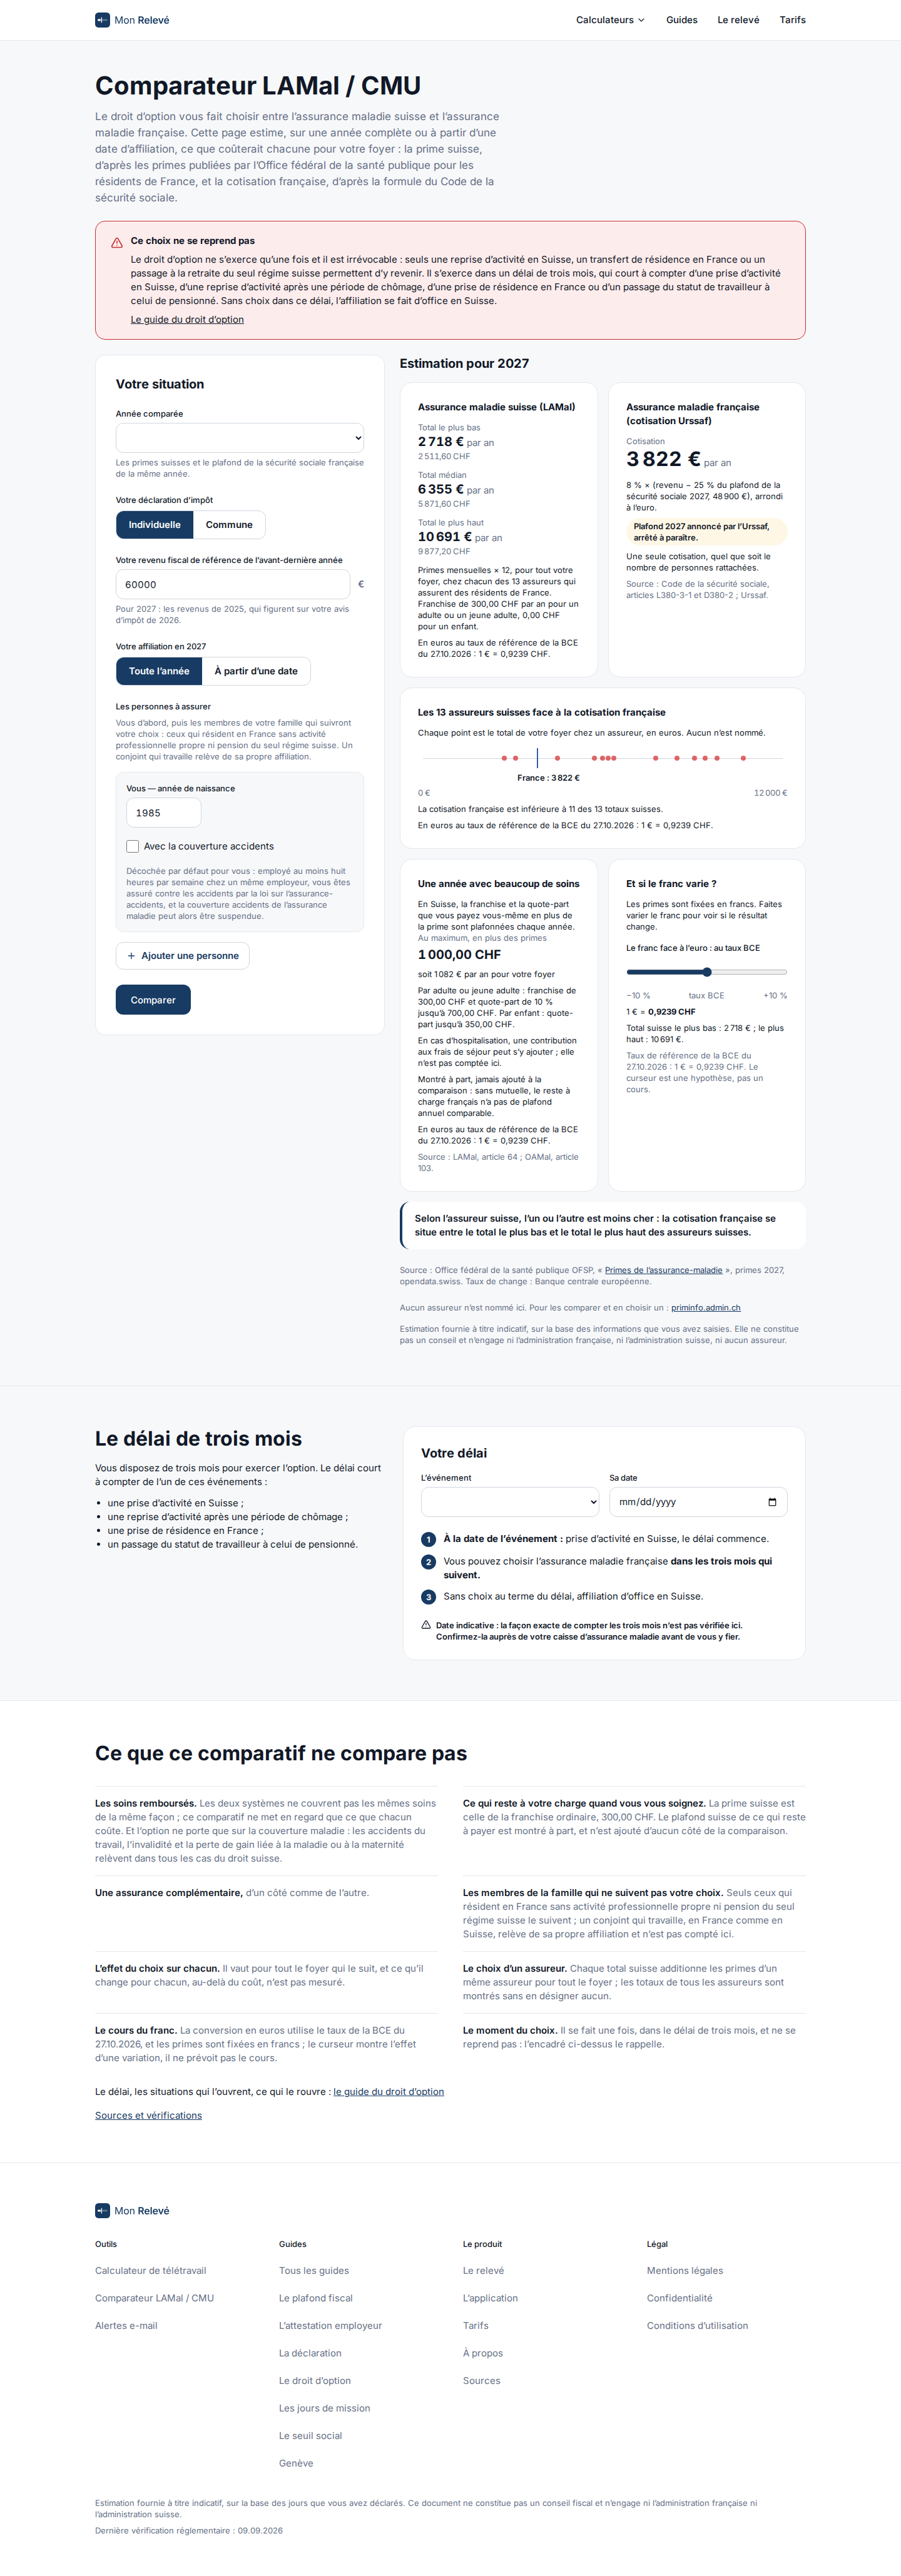 Mon Relevé
Calculateurs
Guides
Le relevé
Tarifs
Comparateur LAMal / CMU
Le droit d’option vous fait choisir entre l’assurance maladie suisse et l’assurance
maladie française. Cette page estime, sur une année complète ou à partir d’une
date d’affiliation, ce que coûterait chacune pour votre foyer : la prime suisse,
d’après les primes publiées par l’Office fédéral de la santé publique pour les
résidents de France, et la cotisation française, d’après la formule du Code de la
sécurité sociale.
Ce choix ne se reprend pas
Le droit d’option ne s’exerce qu’une fois et il est irrévocable : seuls une reprise d’activité en Suisse, un transfert de résidence en France ou un
passage à la retraite du seul régime suisse permettent d’y revenir. Il s’exerce dans un délai de trois mois, qui court à compter d’une prise d’activité
en Suisse, d’une reprise d’activité après une période de chômage, d’une prise de résidence en France ou d’un passage du statut de travailleur à
celui de pensionné. Sans choix dans ce délai, l’affiliation se fait d’office en Suisse.
Le guide du droit d’option
Votre situation
Année comparée
Les primes suisses et le plafond de la sécurité sociale française
de la même année.
Votre déclaration d’impôt
Individuelle
Commune
Votre revenu fiscal de référence de l’avant-dernière année
60000
€
Pour 2027 : les revenus de 2025, qui figurent sur votre avis
d’impôt de 2026.
Votre affiliation en 2027
Toute l’année
À partir d’une date
Les personnes à assurer
Vous d’abord, puis les membres de votre famille qui suivront
votre choix : ceux qui résident en France sans activité
professionnelle propre ni pension du seul régime suisse. Un
conjoint qui travaille relève de sa propre affiliation.
Vous — année de naissance
1985
Avec la couverture accidents
Décochée par défaut pour vous : employé au moins huit
heures par semaine chez un même employeur, vous êtes
assuré contre les accidents par la loi sur l’assurance-
accidents, et la couverture accidents de l’assurance
maladie peut alors être suspendue.
Ajouter une personne
Comparer
Estimation pour 2027
Assurance maladie suisse (LAMal)
Total le plus bas
2 718 € par an
2 511,60 CHF
Total médian
6 355 € par an
5 871,60 CHF
Total le plus haut
10 691 € par an
9 877,20 CHF
Primes mensuelles × 12, pour tout votre
foyer, chez chacun des 13 assureurs qui
assurent des résidents de France.
Franchise de 300,00 CHF par an pour un
adulte ou un jeune adulte, 0,00 CHF
pour un enfant.
En euros au taux de référence de la BCE
du 27.10.2026 : 1 € = 0,9239 CHF.
Assurance maladie française
(cotisation Urssaf)
Cotisation
3 822 € par an
8 % × (revenu − 25 % du plafond de la
sécurité sociale 2027, 48 900 €), arrondi
à l’euro.
Plafond 2027 annoncé par l’Urssaf,
arrêté à paraître.
Une seule cotisation, quel que soit le
nombre de personnes rattachées.
Source : Code de la sécurité sociale,
articles L380-3-1 et D380-2 ; Urssaf.
Les 13 assureurs suisses face à la cotisation française
Chaque point est le total de votre foyer chez un assureur, en euros. Aucun n’est nommé.
France : 3 822 €
0 €
12 000 €
La cotisation française est inférieure à 11 des 13 totaux suisses.
En euros au taux de référence de la BCE du 27.10.2026 : 1 € = 0,9239 CHF.
Une année avec beaucoup de soins
En Suisse, la franchise et la quote-part
que vous payez vous-même en plus de
la prime sont plafonnées chaque année.
Au maximum, en plus des primes
1 000,00 CHF
soit 1 082 € par an pour votre foyer
Par adulte ou jeune adulte : franchise de
300,00 CHF et quote-part de 10 %
jusqu’à 700,00 CHF. Par enfant : quote-
part jusqu’à 350,00 CHF.
En cas d’hospitalisation, une contribution
aux frais de séjour peut s’y ajouter ; elle
n’est pas comptée ici.
Montré à part, jamais ajouté à la
comparaison : sans mutuelle, le reste à
charge français n’a pas de plafond
annuel comparable.
En euros au taux de référence de la BCE
du 27.10.2026 : 1 € = 0,9239 CHF.
Source : LAMal, article 64 ; OAMal, article
103.
Et si le franc varie ?
Les primes sont fixées en francs. Faites
varier le franc pour voir si le résultat
change.
Le franc face à l’euro : au taux BCE
−10 %
taux BCE
+10 %
1 € = 0,9239 CHF
Total suisse le plus bas : 2 718 € ; le plus
haut : 10 691 €.
Taux de référence de la BCE du
27.10.2026 : 1 € = 0,9239 CHF. Le
curseur est une hypothèse, pas un
cours.
Selon l’assureur suisse, l’un ou l’autre est moins cher : la cotisation française se
situe entre le total le plus bas et le total le plus haut des assureurs suisses.
Source : Office fédéral de la santé publique OFSP, « Primes de l’assurance-maladie », primes 2027,
opendata.swiss. Taux de change : Banque centrale européenne.
Aucun assureur n’est nommé ici. Pour les comparer et en choisir un : priminfo.admin.ch
Estimation fournie à titre indicatif, sur la base des informations que vous avez saisies. Elle ne constitue
pas un conseil et n’engage ni l’administration française, ni l’administration suisse, ni aucun assureur.
Le délai de trois mois
Vous disposez de trois mois pour exercer l’option. Le délai court
à compter de l’un de ces événements :
• une prise d’activité en Suisse ;
• une reprise d’activité après une période de chômage ;
• une prise de résidence en France ;
• un passage du statut de travailleur à celui de pensionné.
Votre délai
L’événement
Sa date
mm/dd/yyyy
1 À la date de l’événement : prise d’activité en Suisse, le délai commence.
2 Vous pouvez choisir l’assurance maladie française dans les trois mois qui
suivent.
3 Sans choix au terme du délai, affiliation d’office en Suisse.
Date indicative : la façon exacte de compter les trois mois n’est pas vérifiée ici.
Confirmez-la auprès de votre caisse d’assurance maladie avant de vous y fier.
Ce que ce comparatif ne compare pas
Les soins remboursés. Les deux systèmes ne couvrent pas les mêmes soins
de la même façon ; ce comparatif ne met en regard que ce que chacun
coûte. Et l’option ne porte que sur la couverture maladie : les accidents du
travail, l’invalidité et la perte de gain liée à la maladie ou à la maternité
relèvent dans tous les cas du droit suisse.
Ce qui reste à votre charge quand vous vous soignez. La prime suisse est
celle de la franchise ordinaire, 300,00 CHF. Le plafond suisse de ce qui reste
à payer est montré à part, et n’est ajouté d’aucun côté de la comparaison.
Une assurance complémentaire, d’un côté comme de l’autre.
Les membres de la famille qui ne suivent pas votre choix. Seuls ceux qui
résident en France sans activité professionnelle propre ni pension du seul
régime suisse le suivent ; un conjoint qui travaille, en France comme en
Suisse, relève de sa propre affiliation et n’est pas compté ici.
L’effet du choix sur chacun. Il vaut pour tout le foyer qui le suit, et ce qu’il
change pour chacun, au-delà du coût, n’est pas mesuré.
Le choix d’un assureur. Chaque total suisse additionne les primes d’un
même assureur pour tout le foyer ; les totaux de tous les assureurs sont
montrés sans en désigner aucun.
Le cours du franc. La conversion en euros utilise le taux de la BCE du
27.10.2026, et les primes sont fixées en francs ; le curseur montre l’effet
d’une variation, il ne prévoit pas le cours.
Le moment du choix. Il se fait une fois, dans le délai de trois mois, et ne se
reprend pas : l’encadré ci-dessus le rappelle.
Le délai, les situations qui l’ouvrent, ce qui le rouvre : le guide du droit d’option
Sources et vérifications
Mon Relevé
Outils
Calculateur de télétravail
Comparateur LAMal / CMU
Alertes e-mail
Guides
Tous les guides
Le plafond fiscal
L’attestation employeur
La déclaration
Le droit d’option
Les jours de mission
Le seuil social
Genève
Le produit
Le relevé
L’application
Tarifs
À propos
Sources
Légal
Mentions légales
Confidentialité
Conditions d’utilisation
Estimation fournie à titre indicatif, sur la base des jours que vous avez déclarés. Ce document ne constitue pas un conseil fiscal et n’engage ni l’administration française ni
l’administration suisse.
Dernière vérification réglementaire : 09.09.2026